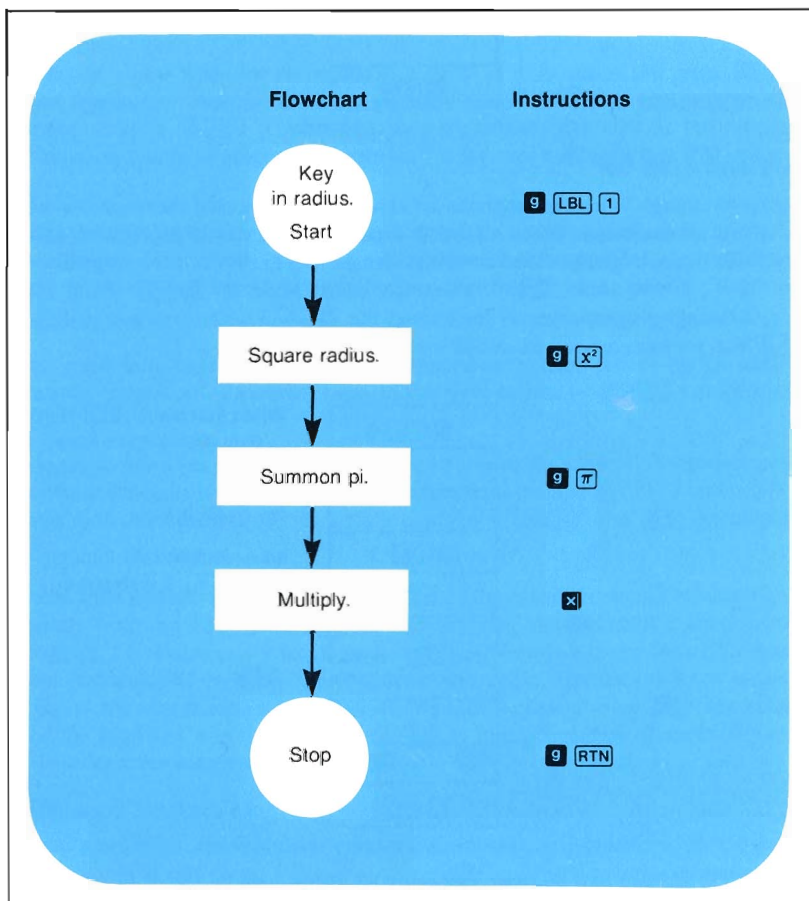 Flowchart Instructions
Key
in radius.
Start
g LBL 1
Square radius.
g x²
Summon pi.
g π
Multiply.
×
Stop
g RTN